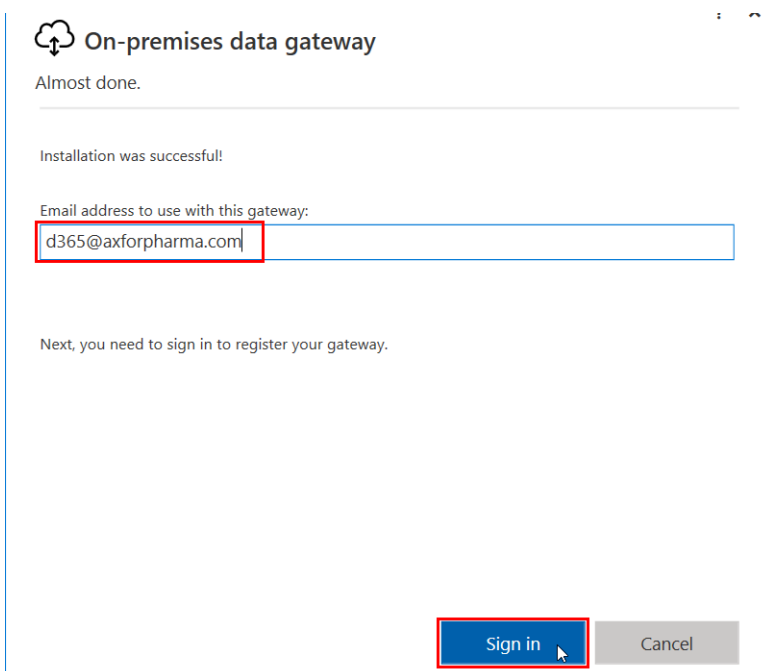 On-premises data gateway
Almost done.
Installation was successful!
Email address to use with this gateway:
d365@axforpharma.com
Next, you need to sign in to register your gateway.
Sign in
Cancel